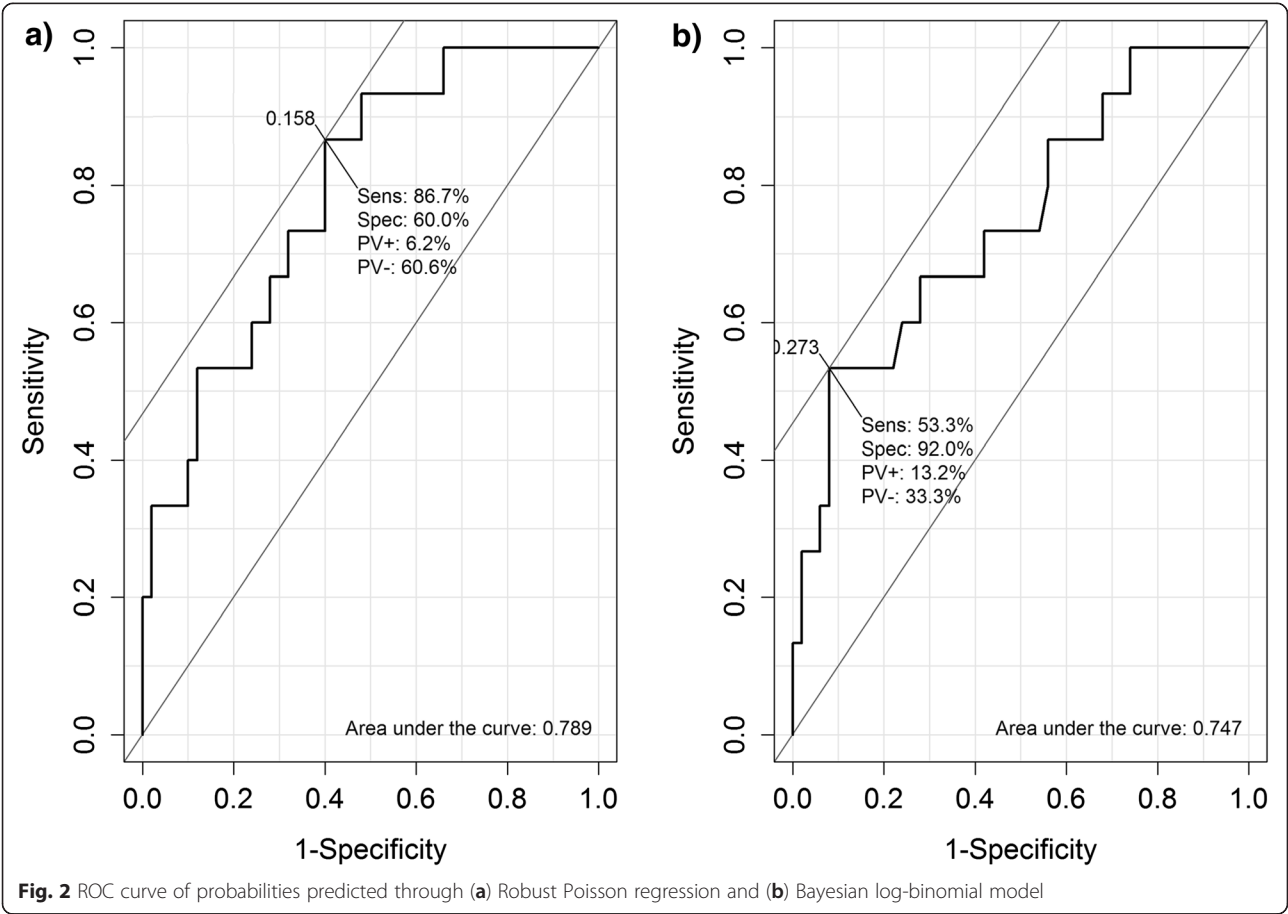 a)
1.0
0.8
0.6
0.4
0.2
0.0
Sensitivity
0.158
Sens: 86.7%
Spec: 60.0%
PV+: 6.2%
PV-: 60.6%
Area under the curve: 0.789
0.0 0.2 0.4 0.6 0.8 1.0
1-Specificity
b)
1.0
0.8
0.6
0.4
0.2
0.0
Sensitivity
0.273
Sens: 53.3%
Spec: 92.0%
PV+: 13.2%
PV-: 33.3%
Area under the curve: 0.747
0.0 0.2 0.4 0.6 0.8 1.0
1-Specificity
Fig. 2 ROC curve of probabilities predicted through (a) Robust Poisson regression and (b) Bayesian log-binomial model